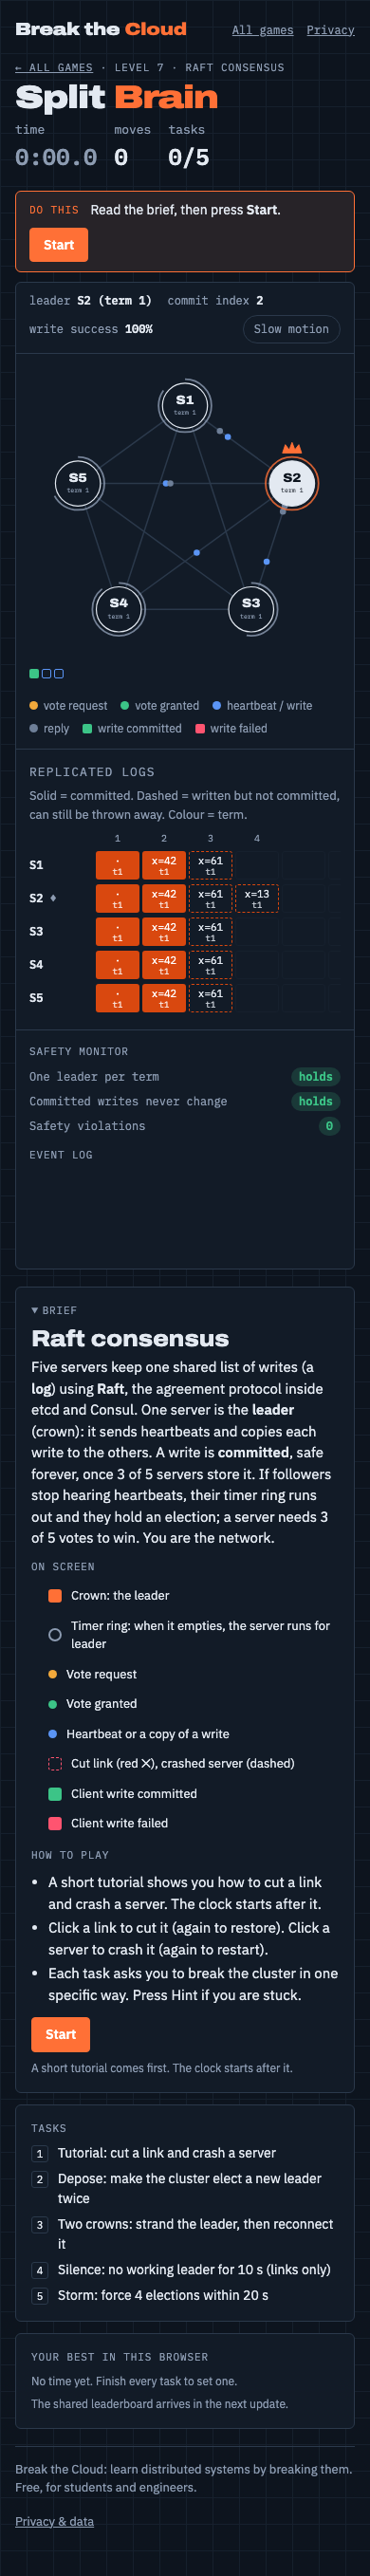 Break the Cloud
All games Privacy
← ALL GAMES · LEVEL 7 · RAFT CONSENSUS
Split Brain
time moves tasks
0:00.0 0 0/5
DO THIS Read the brief, then press Start.
Start
leader S2 (term 1) commit index 2
write success 100% Slow motion
S1
term 1
S5
term 1
S2
term 1
S4
term 1
S3
term 1
vote request vote granted heartbeat / write
reply write committed write failed
REPLICATED LOGS
Solid = committed. Dashed = written but not committed,
can still be thrown away. Colour = term.
1 2 3 4
S1 · t1 x=42 t1 x=61 t1
S2 ♦ · t1 x=42 t1 x=61 t1 x=13 t1
S3 · t1 x=42 t1 x=61 t1
S4 · t1 x=42 t1 x=61 t1
S5 · t1 x=42 t1 x=61 t1
SAFETY MONITOR
One leader per term holds
Committed writes never change holds
Safety violations 0
EVENT LOG
▼ BRIEF
Raft consensus
Five servers keep one shared list of writes (a
log) using Raft, the agreement protocol inside
etcd and Consul. One server is the leader
(crown): it sends heartbeats and copies each
write to the others. A write is committed, safe
forever, once 3 of 5 servers store it. If followers
stop hearing heartbeats, their timer ring runs
out and they hold an election; a server needs 3
of 5 votes to win. You are the network.
ON SCREEN
Crown: the leader
Timer ring: when it empties, the server runs for
leader
Vote request
Vote granted
Heartbeat or a copy of a write
Cut link (red ✕), crashed server (dashed)
Client write committed
Client write failed
HOW TO PLAY
• A short tutorial shows you how to cut a link
and crash a server. The clock starts after it.
• Click a link to cut it (again to restore). Click a
server to crash it (again to restart).
• Each task asks you to break the cluster in one
specific way. Press Hint if you are stuck.
Start
A short tutorial comes first. The clock starts after it.
TASKS
1 Tutorial: cut a link and crash a server
2 Depose: make the cluster elect a new leader
twice
3 Two crowns: strand the leader, then reconnect
it
4 Silence: no working leader for 10 s (links only)
5 Storm: force 4 elections within 20 s
YOUR BEST IN THIS BROWSER
No time yet. Finish every task to set one.
The shared leaderboard arrives in the next update.
Break the Cloud: learn distributed systems by breaking them.
Free, for students and engineers.
Privacy & data